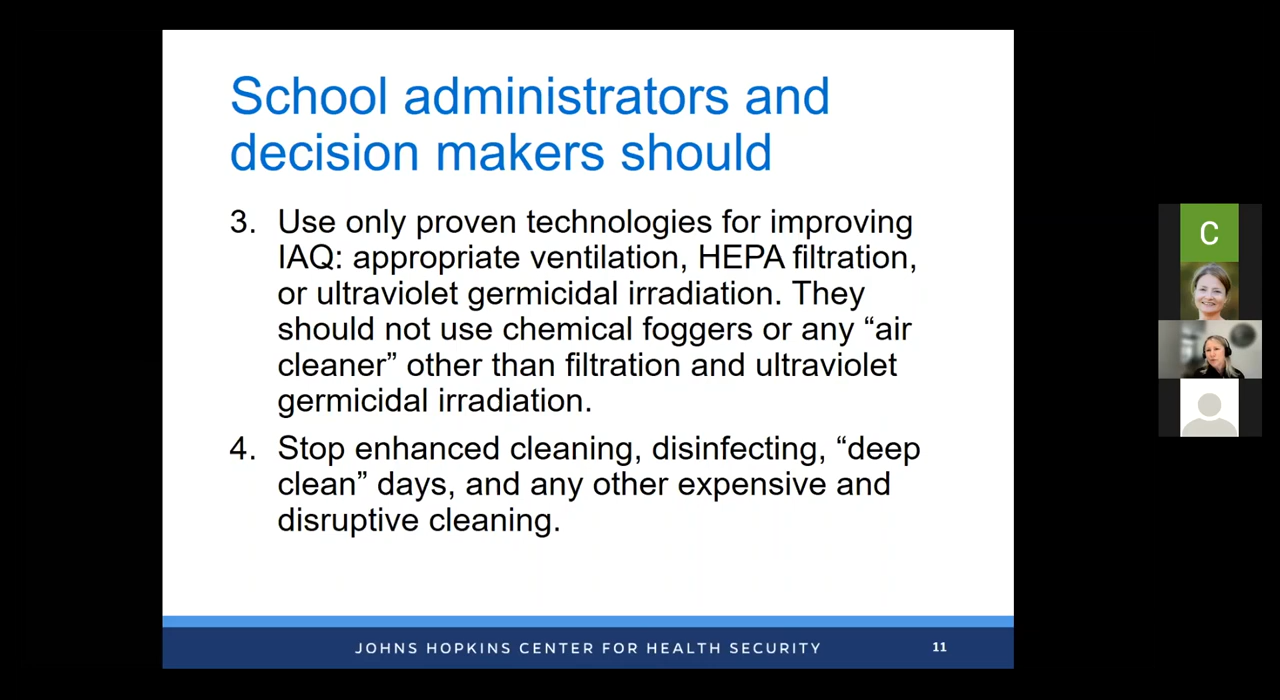 School administrators and
decision makers should
3. Use only proven technologies for improving
IAQ: appropriate ventilation, HEPA filtration,
or ultraviolet germicidal irradiation. They
should not use chemical foggers or any “air
cleaner” other than filtration and ultraviolet
germicidal irradiation.
4. Stop enhanced cleaning, disinfecting, “deep
clean” days, and any other expensive and
disruptive cleaning.
JOHNS HOPKINS CENTER FOR HEALTH SECURITY
11
C